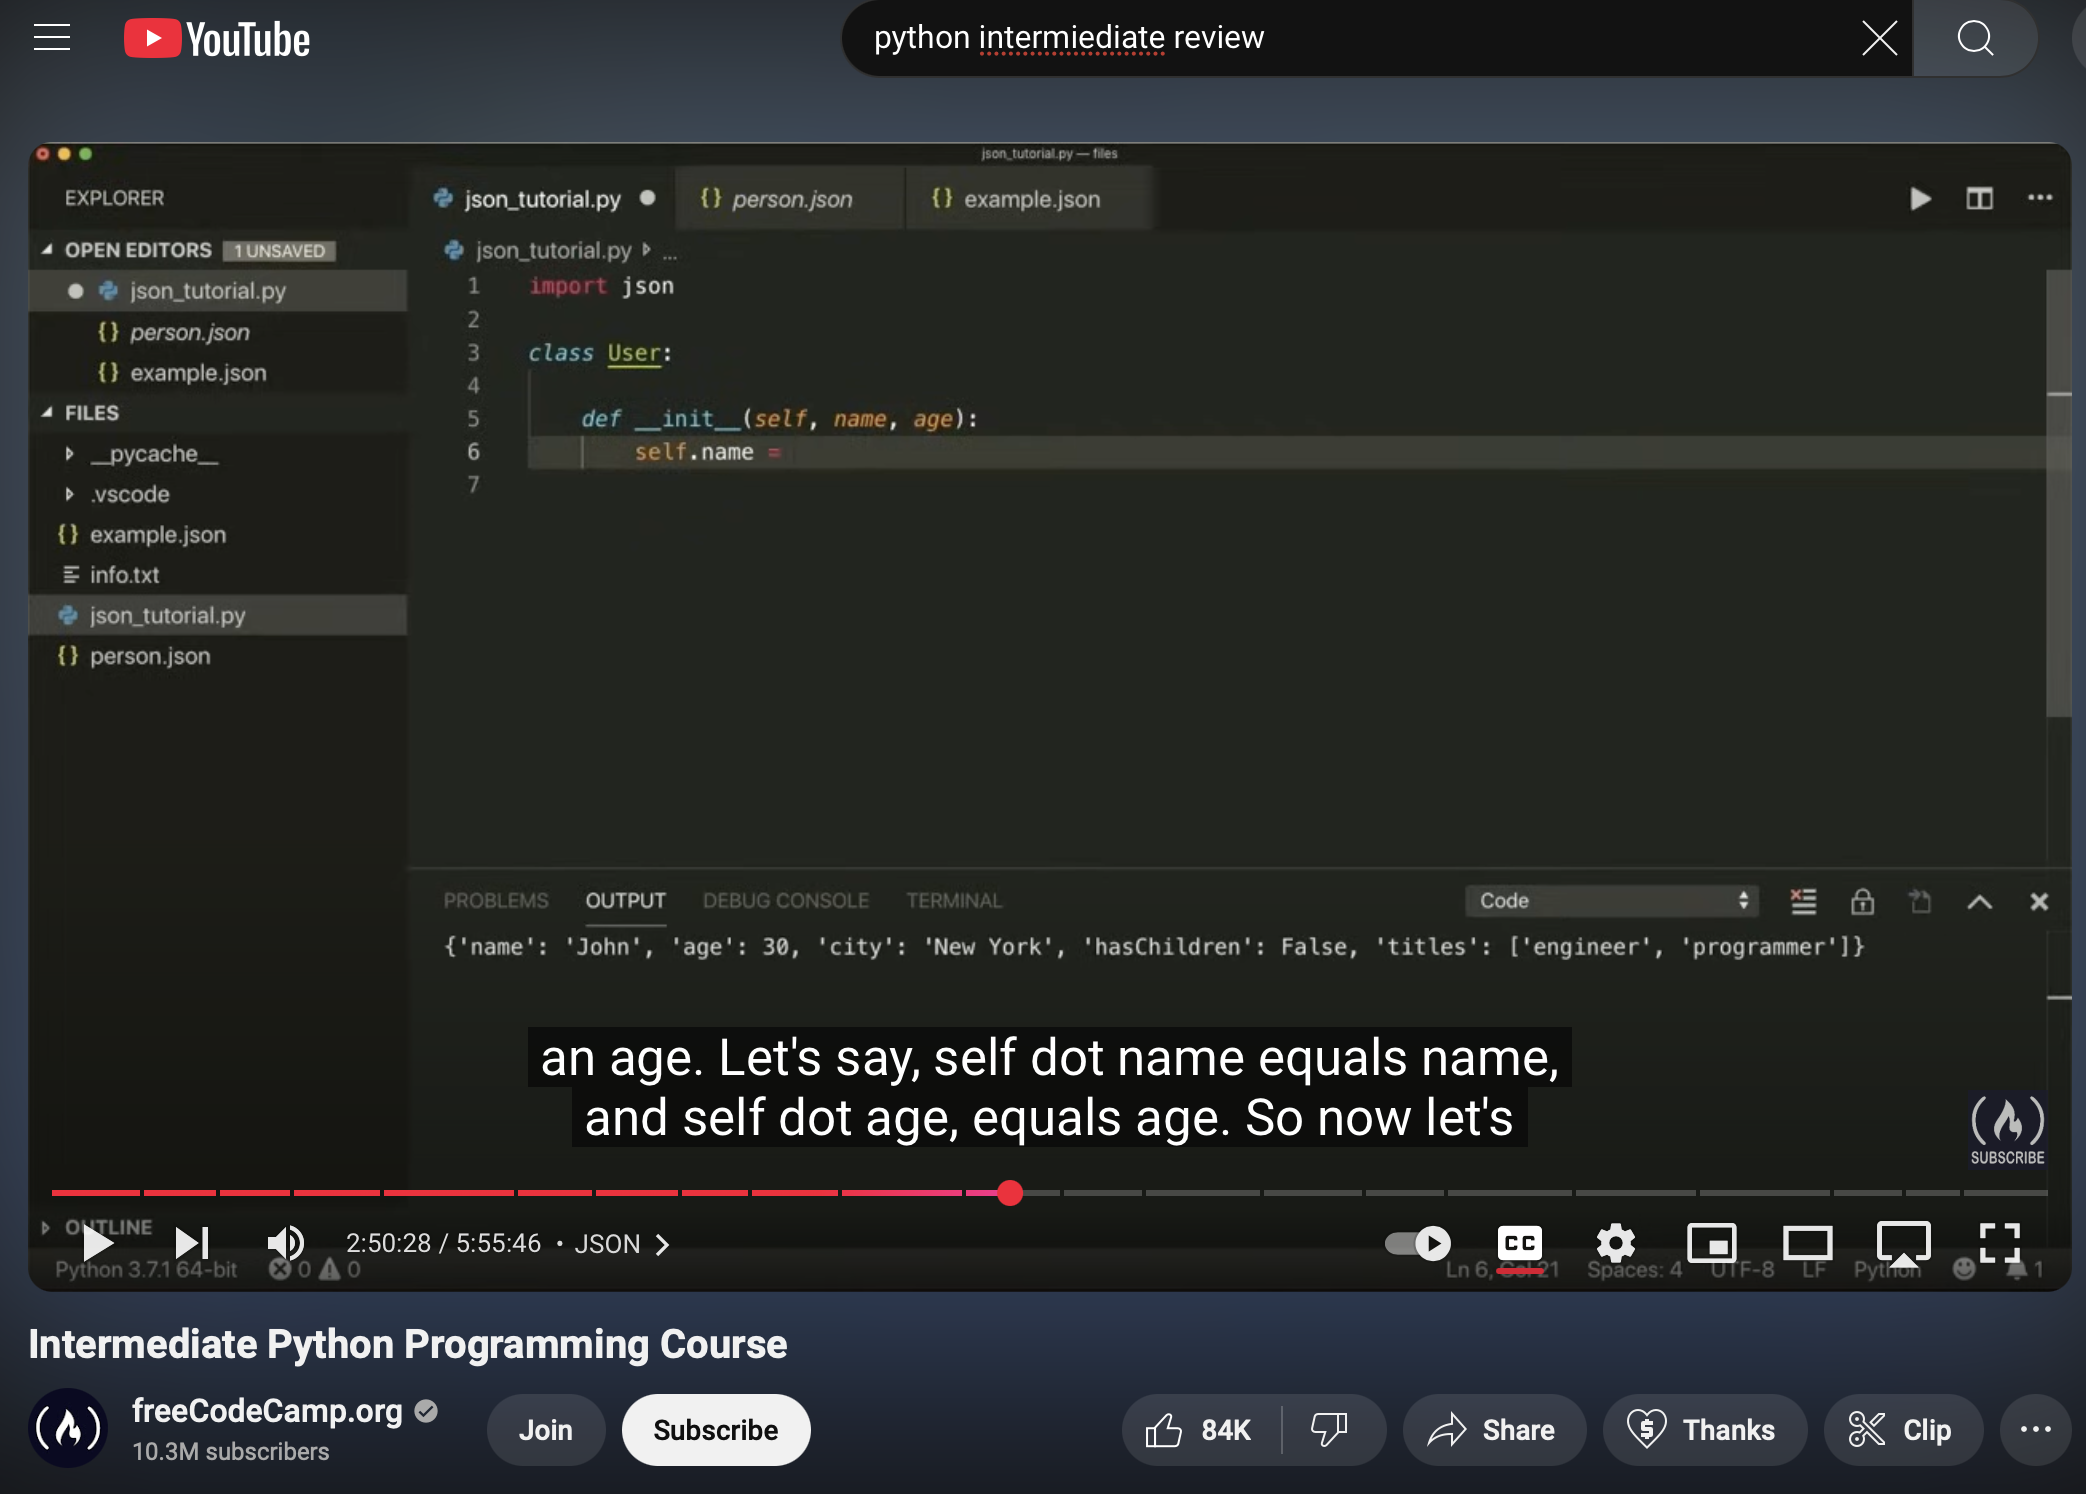 YouTube
python intermiediate review
json_tutorial.py — files
EXPLORER
json_tutorial.py
person.json
example.json
OPEN EDITORS 1 UNSAVED
json_tutorial.py
person.json
example.json
FILES
__pycache__
.vscode
example.json
info.txt
json_tutorial.py
person.json
json_tutorial.py ...
1 import json
2
3 class User:
4
5 def __init__(self, name, age):
6 self.name =
7
PROBLEMS OUTPUT DEBUG CONSOLE TERMINAL
Code
{'name': 'John', 'age': 30, 'city': 'New York', 'hasChildren': False, 'titles': ['engineer', 'programmer']}
an age. Let's say, self dot name equals name,
and self dot age, equals age. So now let's
SUBSCRIBE
OUTLINE
2:50:28 / 5:55:46 • JSON
CC
Python 3.7.1 64-bit 0 0
Ln 6, Col 21 Spaces: 4 UTF-8 LF Python 1
Intermediate Python Programming Course
freeCodeCamp.org
10.3M subscribers
Join
Subscribe
84K
Share
Thanks
Clip